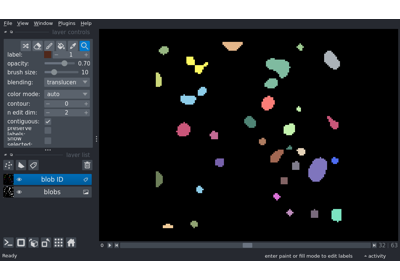 File View Window Plugins Help
layer controls
label: 1
opacity: 0.70
brush size: 10
blending: translucen
color mode: auto
contour: 0
n edit dim: 2
contiguous:
preserve labels:
show selected:
layer list
blob ID
blobs
0 32 63
Ready enter paint or fill mode to edit labels activity